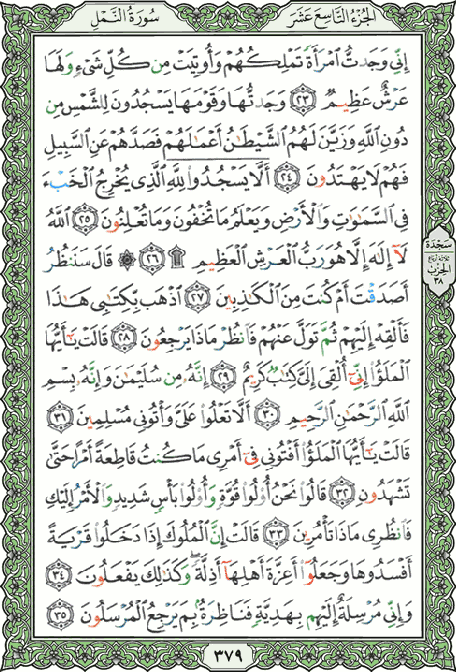 الجزء التاسع عشر
سورة النمل
إِنِّي وَجَدتُّ ٱمْرَأَةً تَمْلِكُهُمْ وَأُوتِيَتْ مِن كُلِّ شَيْءٍ وَلَهَا
عَرْشٌ عَظِيمٌ ٢٣ وَجَدتُّهَا وَقَوْمَهَا يَسْجُدُونَ لِلشَّمْسِ مِن
دُونِ ٱللَّهِ وَزَيَّنَ لَهُمُ ٱلشَّيْطَٰنُ أَعْمَٰلَهُمْ فَصَدَّهُمْ عَنِ ٱلسَّبِيلِ
فَهُمْ لَا يَهْتَدُونَ ٢٤ أَلَّا يَسْجُدُوا۟ لِلَّهِ ٱلَّذِي يُخْرِجُ ٱلْخَبْءَ
فِي ٱلسَّمَٰوَٰتِ وَٱلْأَرْضِ وَيَعْلَمُ مَا تُخْفُونَ وَمَا تُعْلِنُونَ ٢٥ ٱللَّهُ
لَآ إِلَٰهَ إِلَّا هُوَ رَبُّ ٱلْعَرْشِ ٱلْعَظِيمِ ۩ ٢٦ ۞ قَالَ سَنَنظُرُ
أَصَدَقْتَ أَمْ كُنتَ مِنَ ٱلْكَٰذِبِينَ ٢٧ ٱذْهَب بِّكِتَٰبِي هَٰذَا
فَأَلْقِهْ إِلَيْهِمْ ثُمَّ تَوَلَّ عَنْهُمْ فَٱنظُرْ مَاذَا يَرْجِعُونَ ٢٨ قَالَتْ يَٰٓأَيُّهَا
ٱلْمَلَؤُا۟ إِنِّيٓ أُلْقِيَ إِلَيَّ كِتَٰبٌ كَرِيمٌ ٢٩ إِنَّهُۥ مِن سُلَيْمَٰنَ وَإِنَّهُۥ بِسْمِ
ٱللَّهِ ٱلرَّحْمَٰنِ ٱلرَّحِيمِ ٣٠ أَلَّا تَعْلُوا۟ عَلَيَّ وَأْتُونِي مُسْلِمِينَ ٣١
قَالَتْ يَٰٓأَيُّهَا ٱلْمَلَؤُا۟ أَفْتُونِي فِيٓ أَمْرِي مَا كُنتُ قَاطِعَةً أَمْرًا حَتَّىٰ
تَشْهَدُونِ ٣٢ قَالُوا۟ نَحْنُ أُو۟لُوا۟ قُوَّةٍ وَأُو۟لُوا۟ بَأْسٍ شَدِيدٍ وَٱلْأَمْرُ إِلَيْكِ
فَٱنظُرِي مَاذَا تَأْمُرِينَ ٣٣ قَالَتْ إِنَّ ٱلْمُلُوكَ إِذَا دَخَلُوا۟ قَرْيَةً
أَفْسَدُوهَا وَجَعَلُوٓا۟ أَعِزَّةَ أَهْلِهَآ أَذِلَّةً ۖ وَكَذَٰلِكَ يَفْعَلُونَ ٣٤
وَإِنِّي مُرْسِلَةٌ إِلَيْهِم بِهَدِيَّةٍ فَنَاظِرَةٌۢ بِمَ يَرْجِعُ ٱلْمُرْسَلُونَ ٣٥
سجدة
ثلاثة أرباع
الحزب
٣٨
٣٧٩